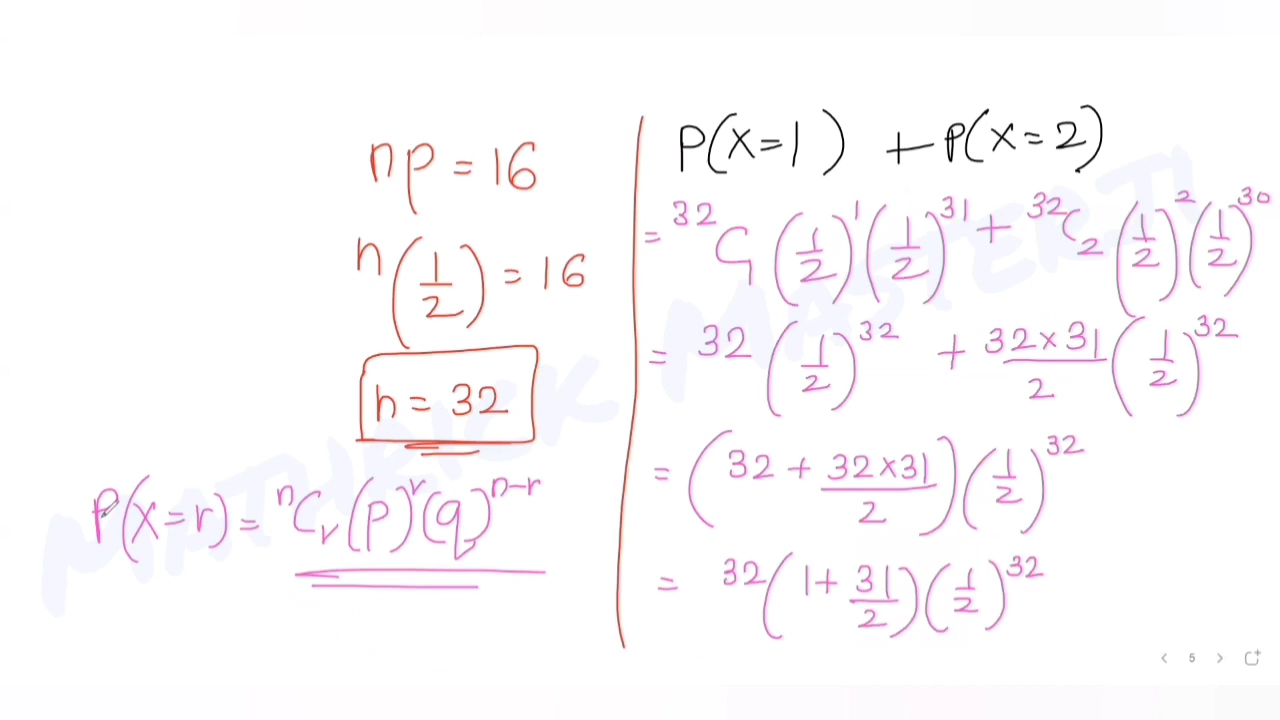 np = 16
n(1/2) = 16
n = 32
P(X=r) = ⁿCᵣ(p)ʳ(q)ⁿ⁻ʳ
P(X=1) + P(X=2)
= ³²C₁(1/2)¹(1/2)³¹ + ³²C₂(1/2)²(1/2)³⁰
= 32(1/2)³² + 32×31/2(1/2)³²
= (32 + 32×31/2)(1/2)³²
= 32(1 + 31/2)(1/2)³²
< 5 >